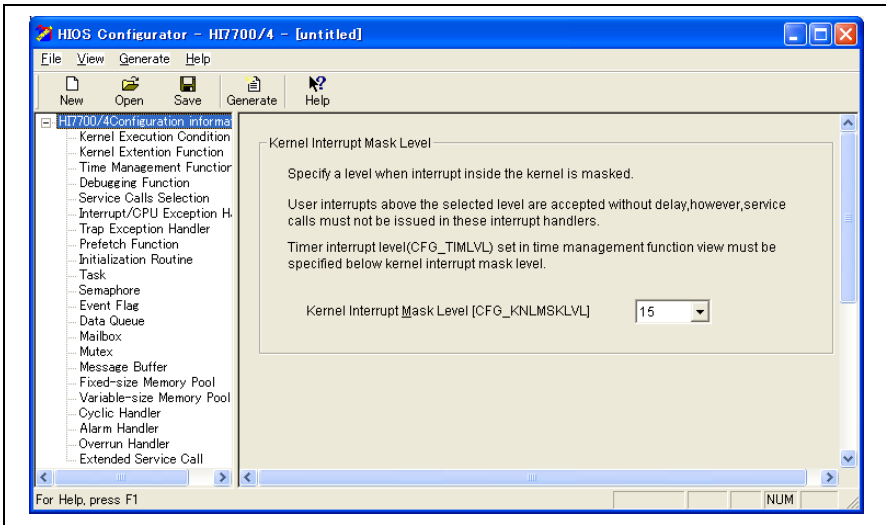 HIOS Configurator - HI7700/4 - [untitled]
File View Generate Help
New Open Save Generate Help
HI7700/4Configuration informa
Kernel Execution Condition
Kernel Extention Function
Time Management Function
Debugging Function
Service Calls Selection
Interrupt/CPU Exception H
Trap Exception Handler
Prefetch Function
Initialization Routine
Task
Semaphore
Event Flag
Data Queue
Mailbox
Mutex
Message Buffer
Fixed-size Memory Pool
Variable-size Memory Pool
Cyclic Handler
Alarm Handler
Overrun Handler
Extended Service Call
Kernel Interrupt Mask Level
Specify a level when interrupt inside the kernel is masked.
User interrupts above the selected level are accepted without delay,however,service
calls must not be issued in these interrupt handlers.
Timer interrupt level(CFG_TIMLVL) set in time management function view must be
specified below kernel interrupt mask level.
Kernel Interrupt Mask Level [CFG_KNLMSKLVL] 15
For Help, press F1
NUM